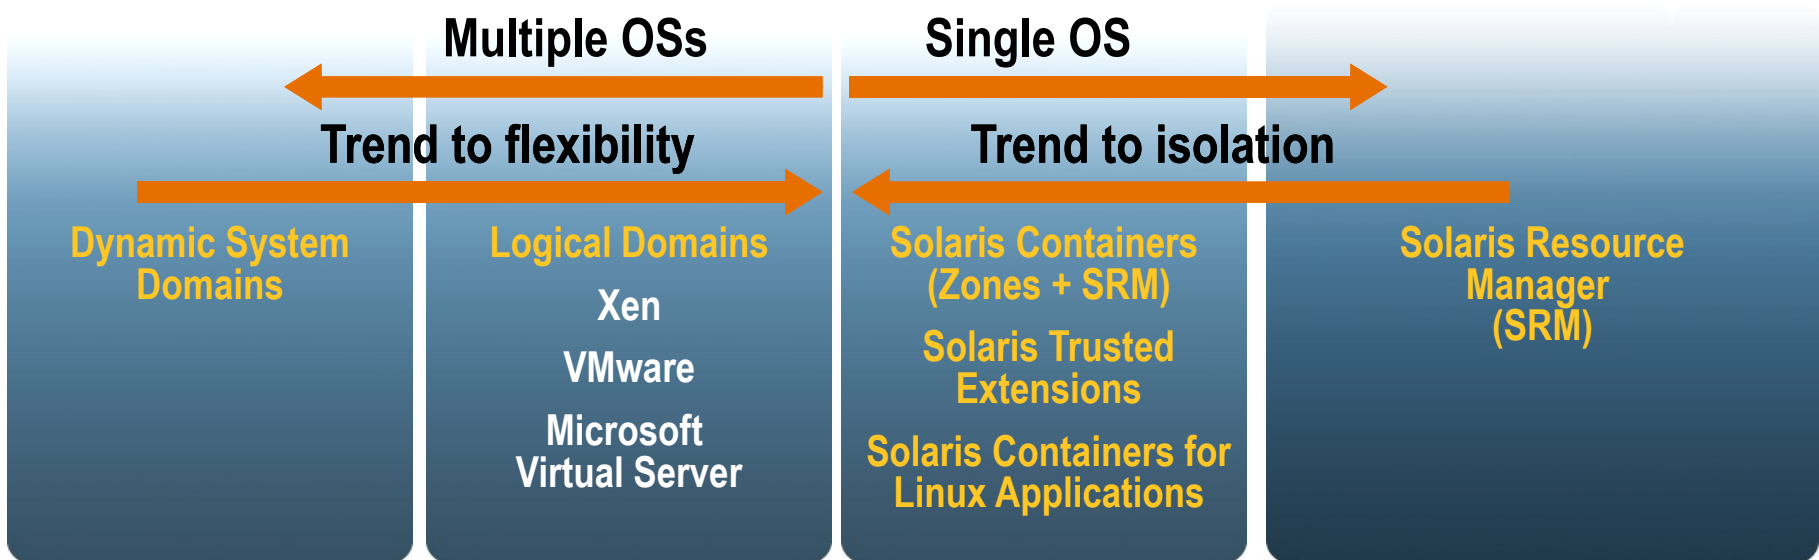 Multiple OSs
Single OS
Trend to flexibility
Trend to isolation
Dynamic System
Domains
Logical Domains
Xen
VMware
Microsoft
Virtual Server
Solaris Containers
(Zones + SRM)
Solaris Trusted
Extensions
Solaris Containers for
Linux Applications
Solaris Resource
Manager
(SRM)